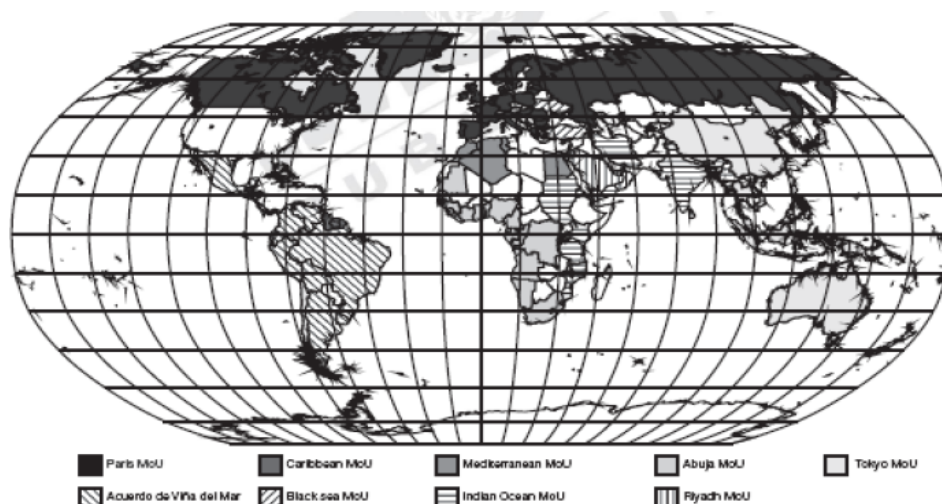 Paris MoU Caribbean MoU Mediterranean MoU Abuja MoU Tokyo MoU
Acuerdo de Viña del Mar Black sea MoU Indian Ocean MoU Riyadh MoU